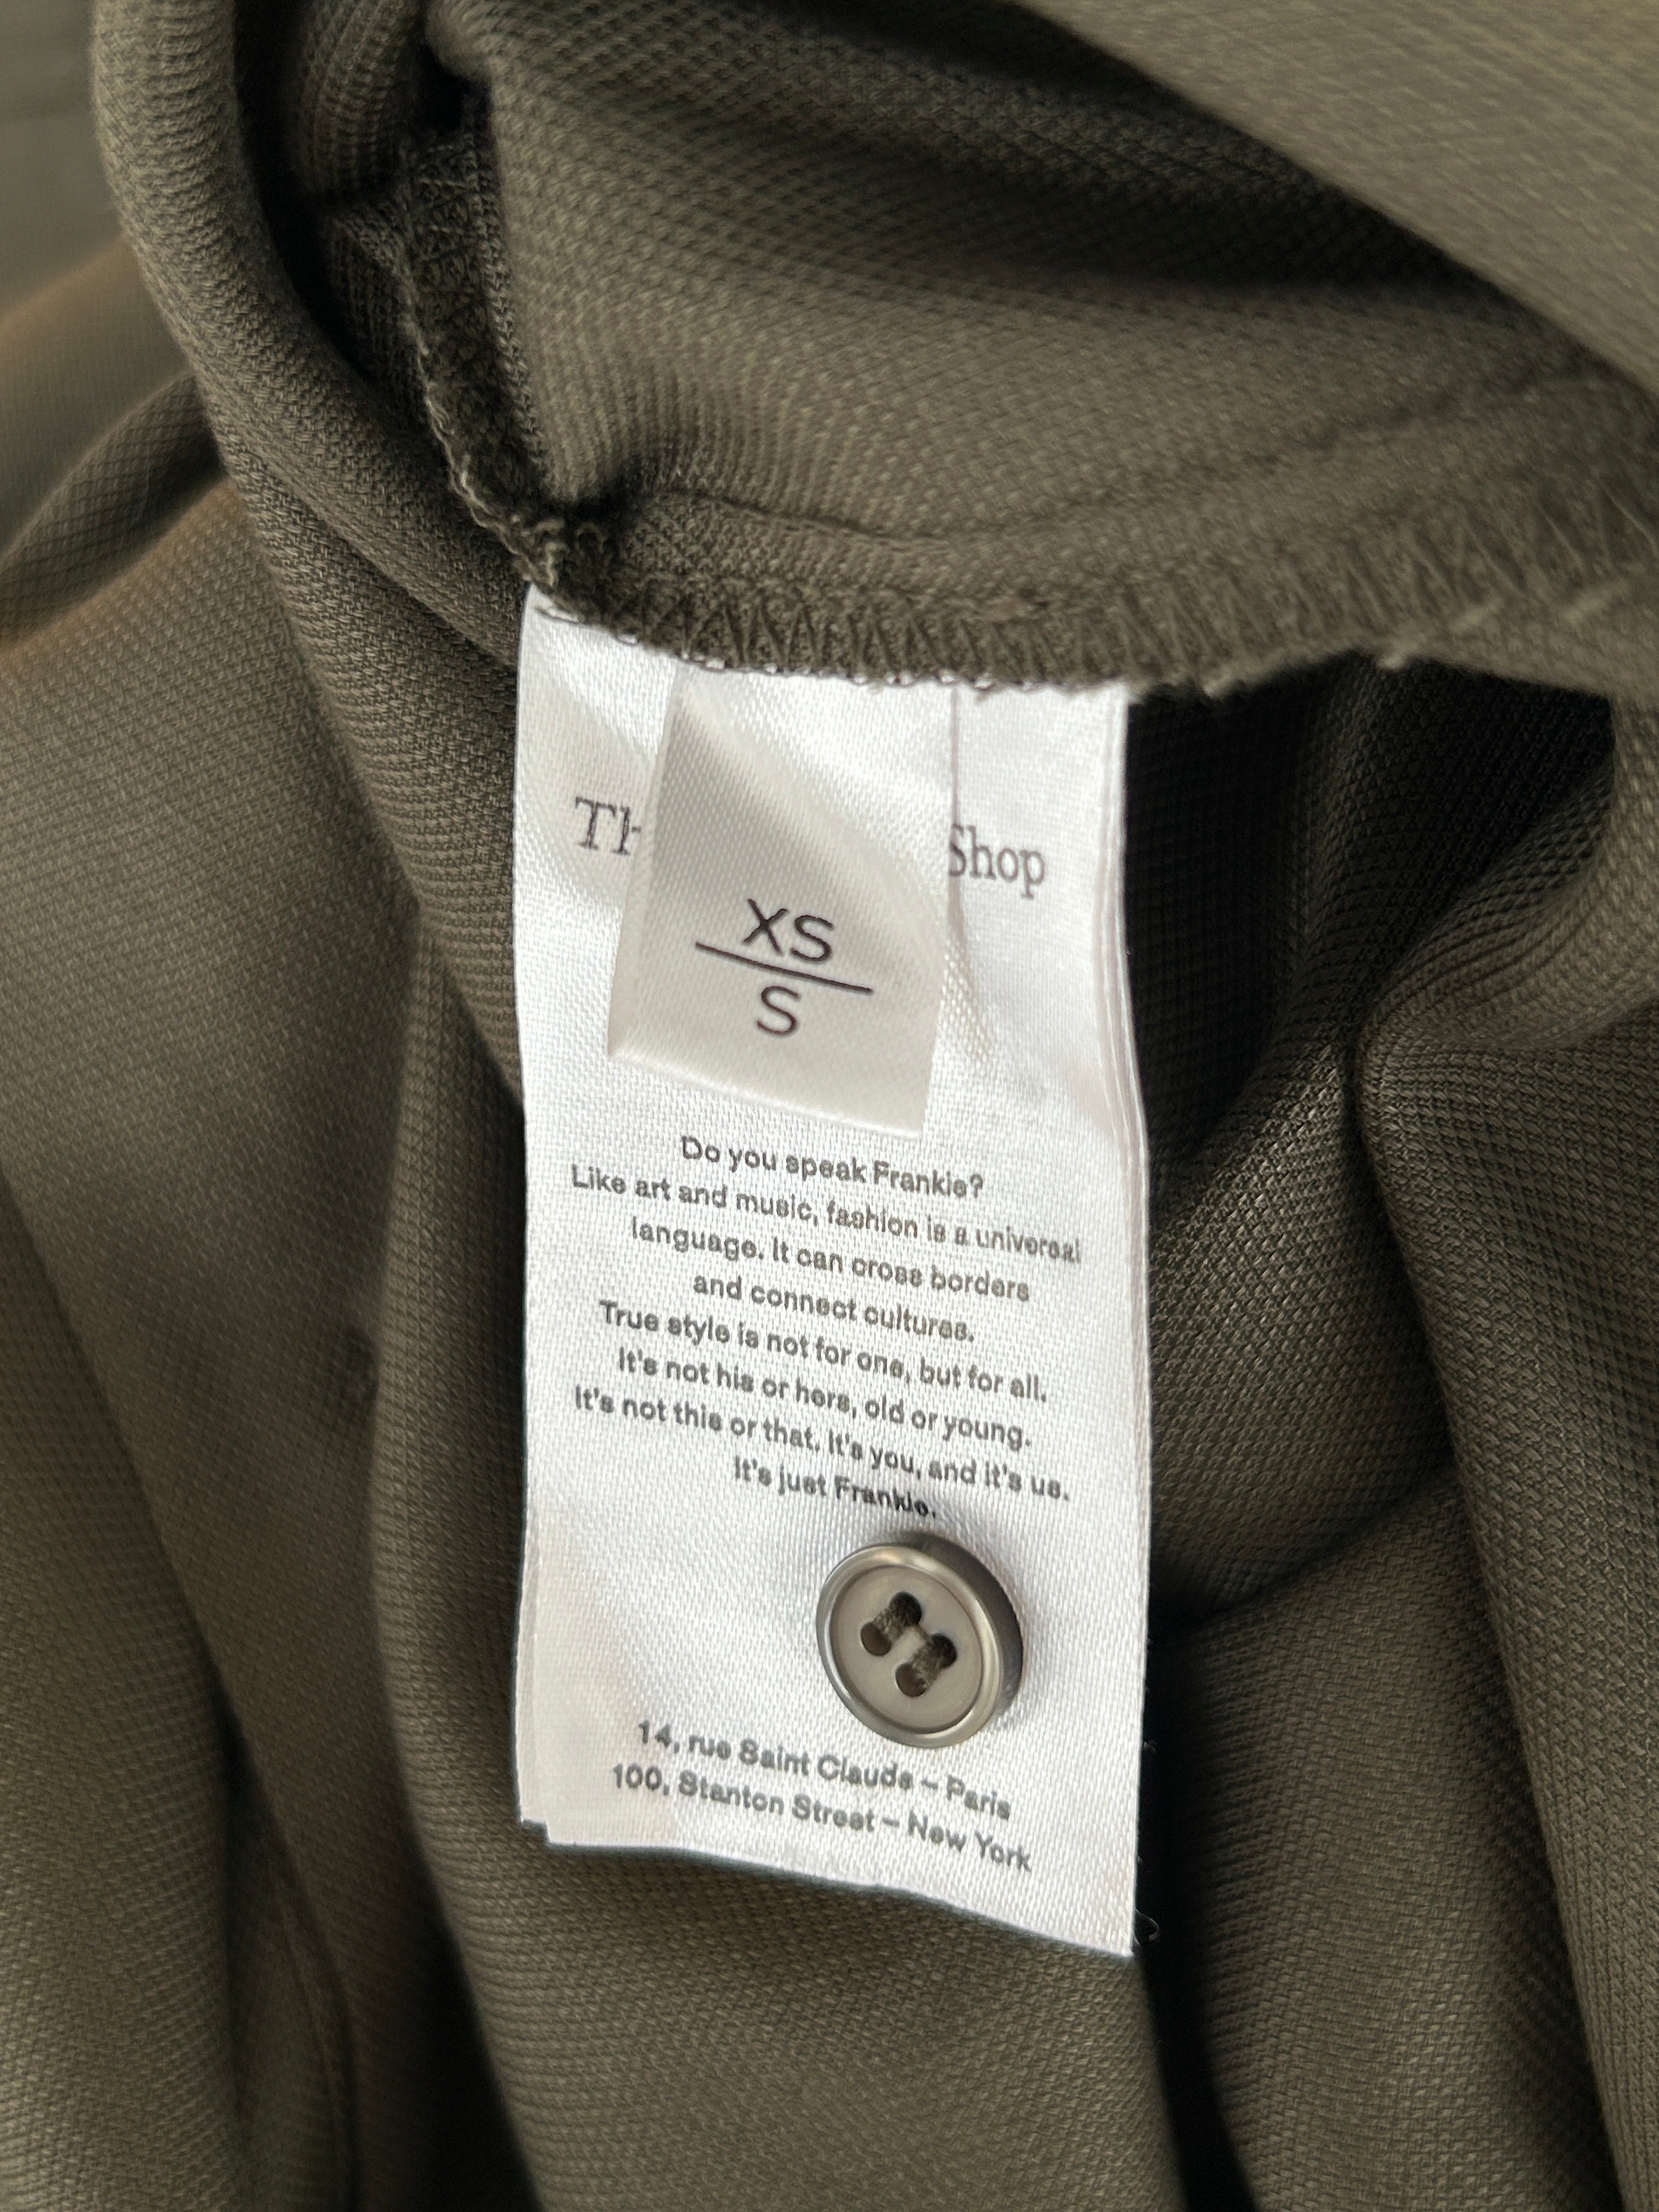 Th Shop
XS
S
Do you speak Frankie?
Like art and music, fashion is a universal
language. It can cross borders
and connect cultures.
True style is not for one, but for all.
It's not his or hers, old or young.
It's not this or that. It's you, and it's us.
It's just Frankie.
14, rue Saint Claude – Paris
100, Stanton Street – New York